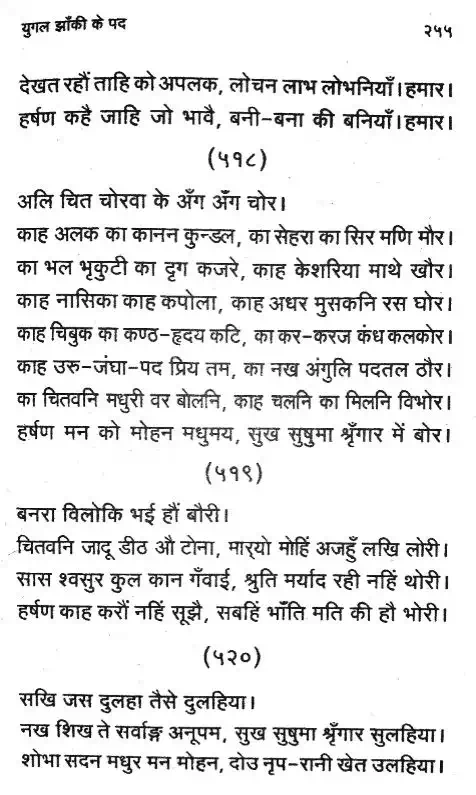 युगल झाँकी के पद २५५
देखत रहौं ताहि को अपलक, लोचन लाभ लोभनियाँ।हमार।
हर्षण कहै जाहि जो भावै, बनी-बना की बनियाँ।हमार।
(५१८)
अलि चित चोरवा के अँग अँग चोर।
काह अलक का कानन कुन्डल, का सेहरा का सिर मणि मौर।
का भल भृकुटी का दृग कजरे, काह केशरिया माथे खौर।
काह नासिका काह कपोला, काह अधर मुसकनि रस घोर।
काह चिबुक का कण्ठ-हृदय कटि, का कर-करज कंध कलकोर।
काह उरु-जंघा-पद प्रिय तम, का नख अंगुलि पदतल ठौर।
का चितवनि मधुरी वर बोलनि, काह चलनि का मिलनि विभोर।
हर्षण मन को मोहन मधुमय, सुख सुषुमा श्रृँगार में बोर।
(५१९)
बनरा विलोकि भई हौं बौरी।
चितवनि जादू डीठ औ टोना, मार्‌यो मोहिं अजहुँ लखि लोरी।
सास श्वसुर कुल कान गँवाई, श्रुति मर्याद रही नहिं थोरी।
हर्षण काह करौं नहिं सूझै, सबहिं भाँति मति की हौ भोरी।
(५२०)
सखि जस दुलहा तैसे दुलहिया।
नख शिख ते सर्वाङ्ग अनूपम, सुख सुषुमा श्रृँगार सुलहिया।
शोभा सदन मधुर मन मोहन, दोउ नृप-रानी खेत उलहिया।